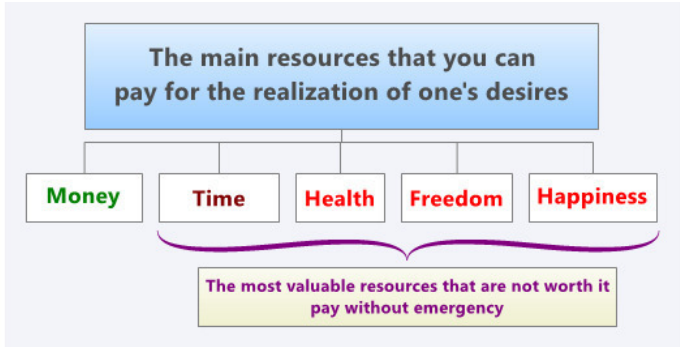 The main resources that you can
pay for the realization of one's desires
Money
Time
Health
Freedom
Happiness
The most valuable resources that are not worth it
pay without emergency